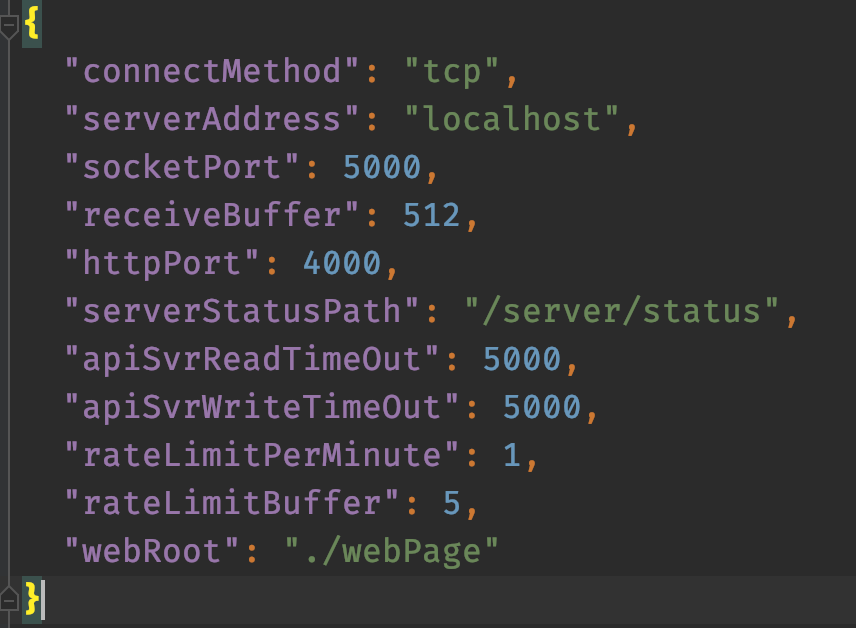 {
"connectMethod": "tcp",
"serverAddress": "localhost",
"socketPort": 5000,
"receiveBuffer": 512,
"httpPort": 4000,
"serverStatusPath": "/server/status",
"apiSvrReadTimeOut": 5000,
"apiSvrWriteTimeOut": 5000,
"rateLimitPerMinute": 1,
"rateLimitBuffer": 5,
"webRoot": "./webPage"
}